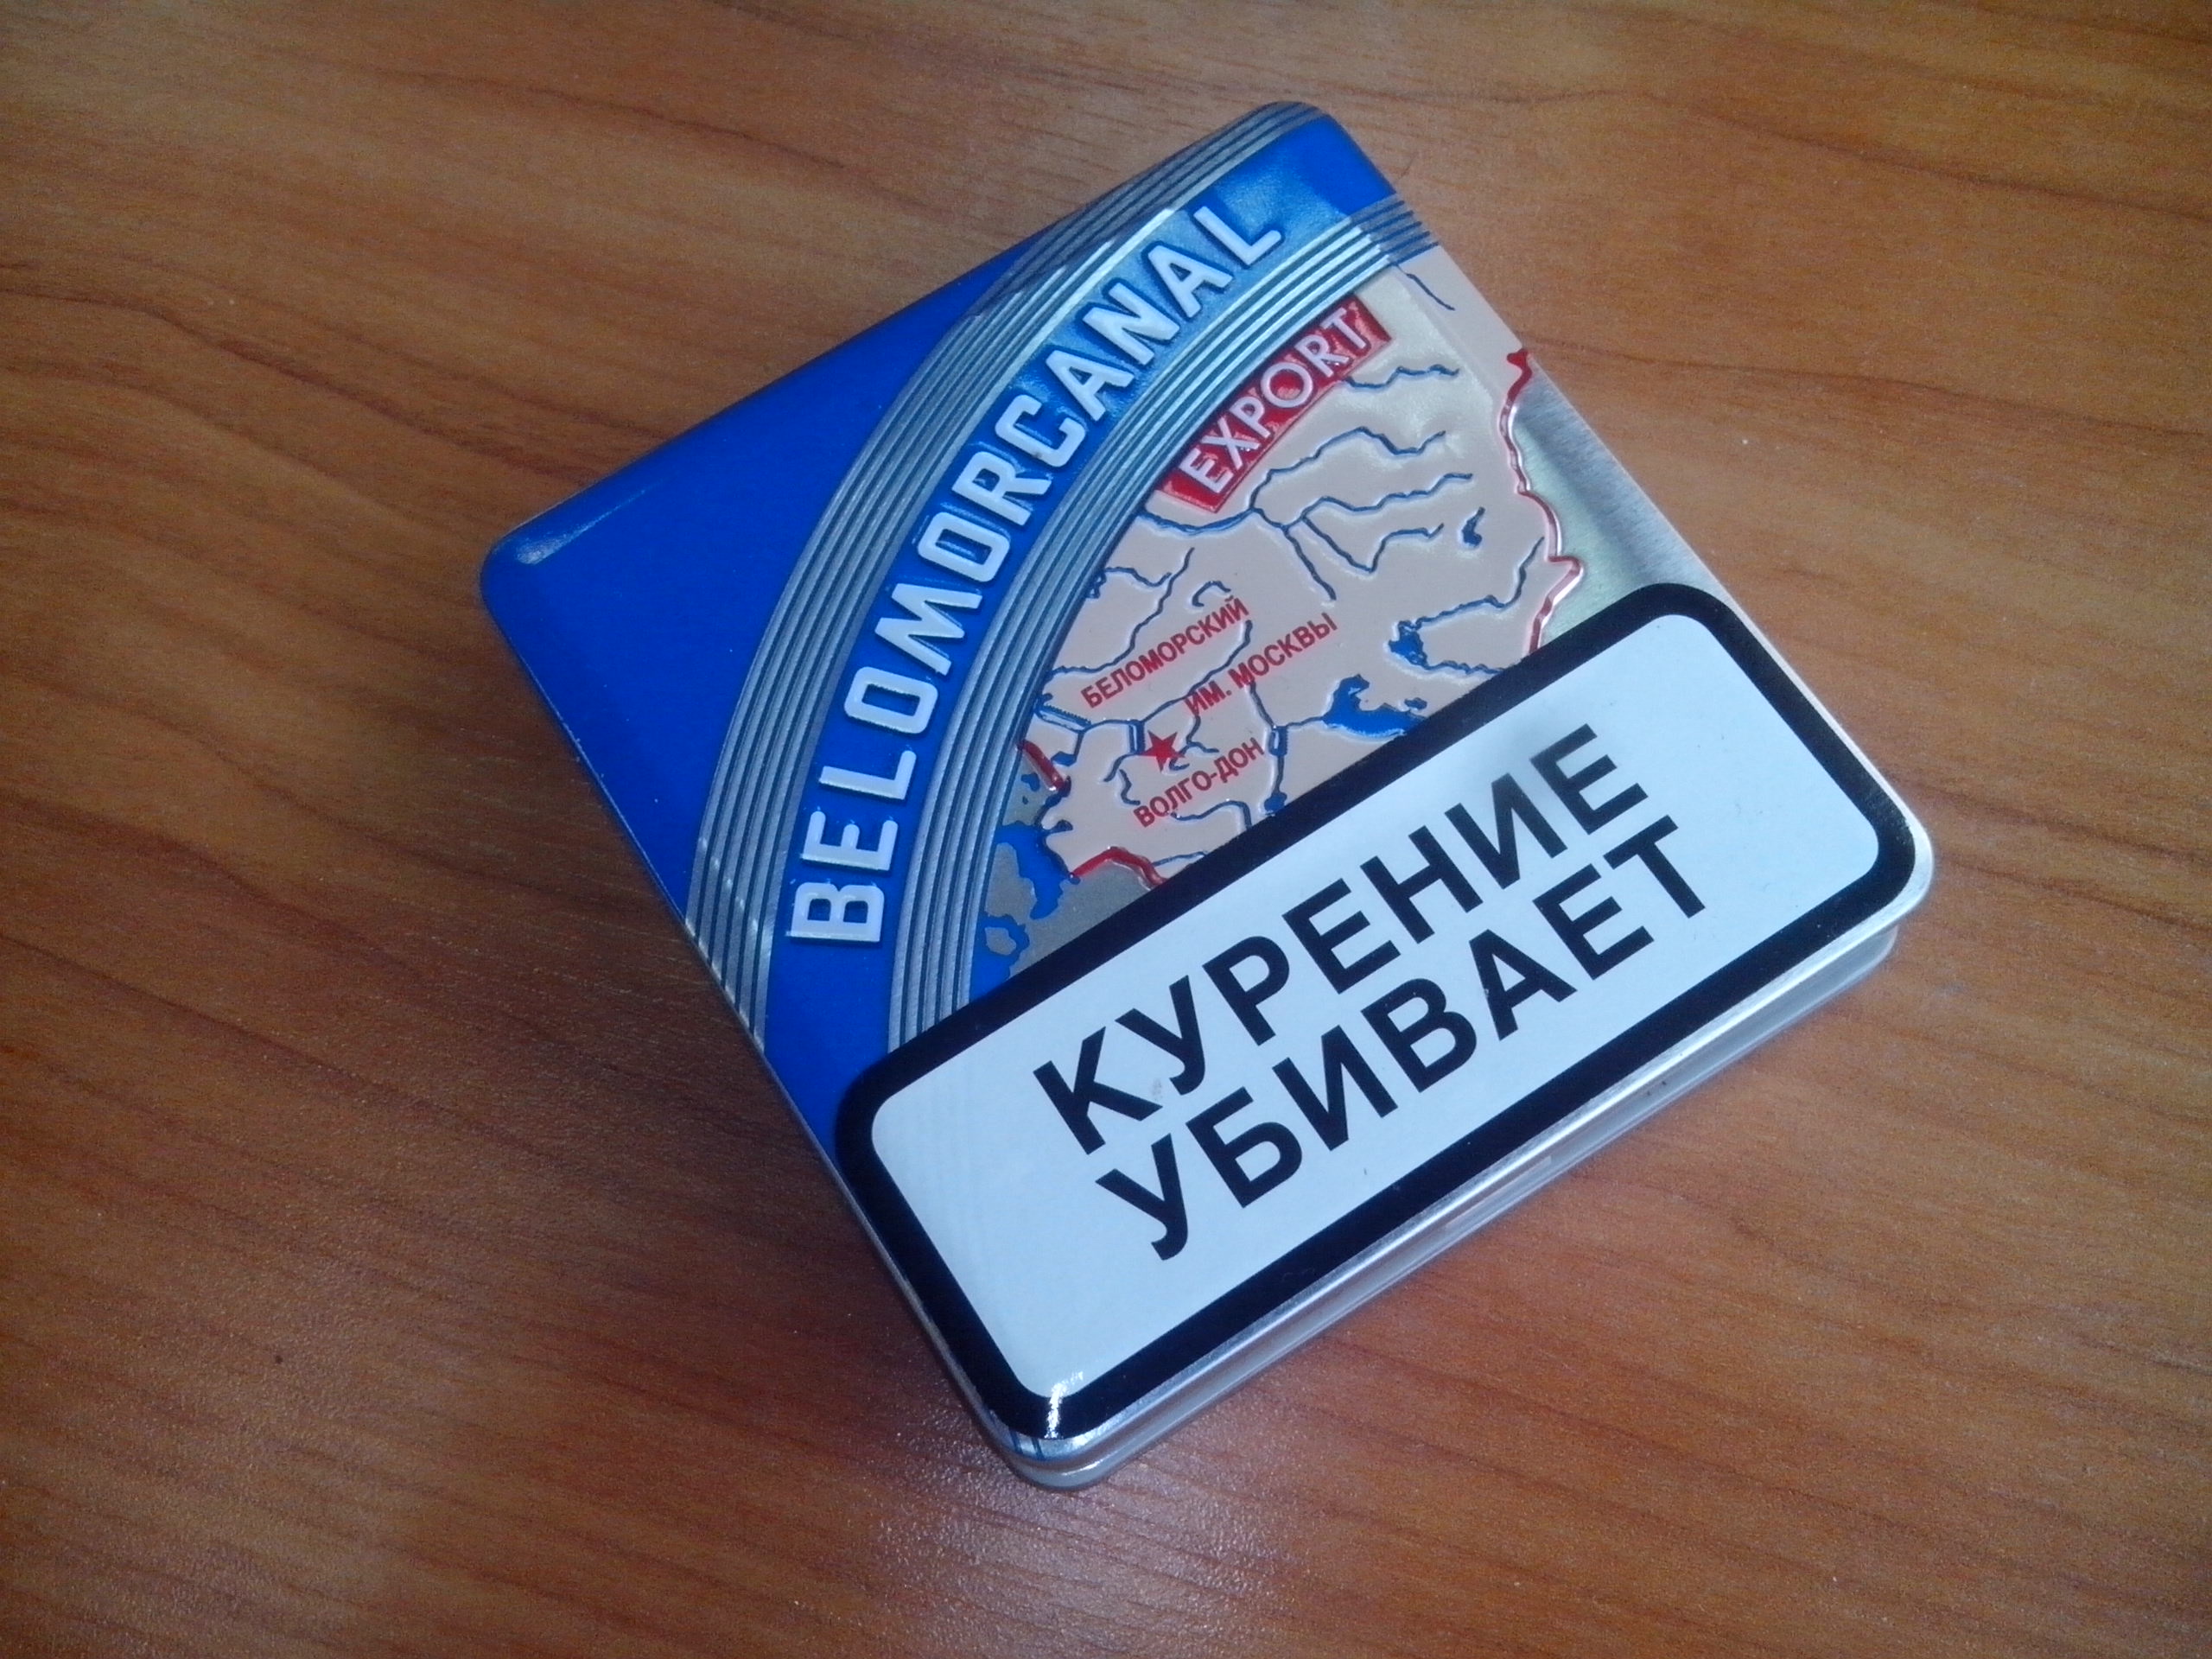 BELOMORCANAL
EXPORT
БЕЛОМОРСКИЙ
ИМ. МОСКВЫ
ВОЛГО-ДОН
КУРЕНИЕ
УБИВАЕТ